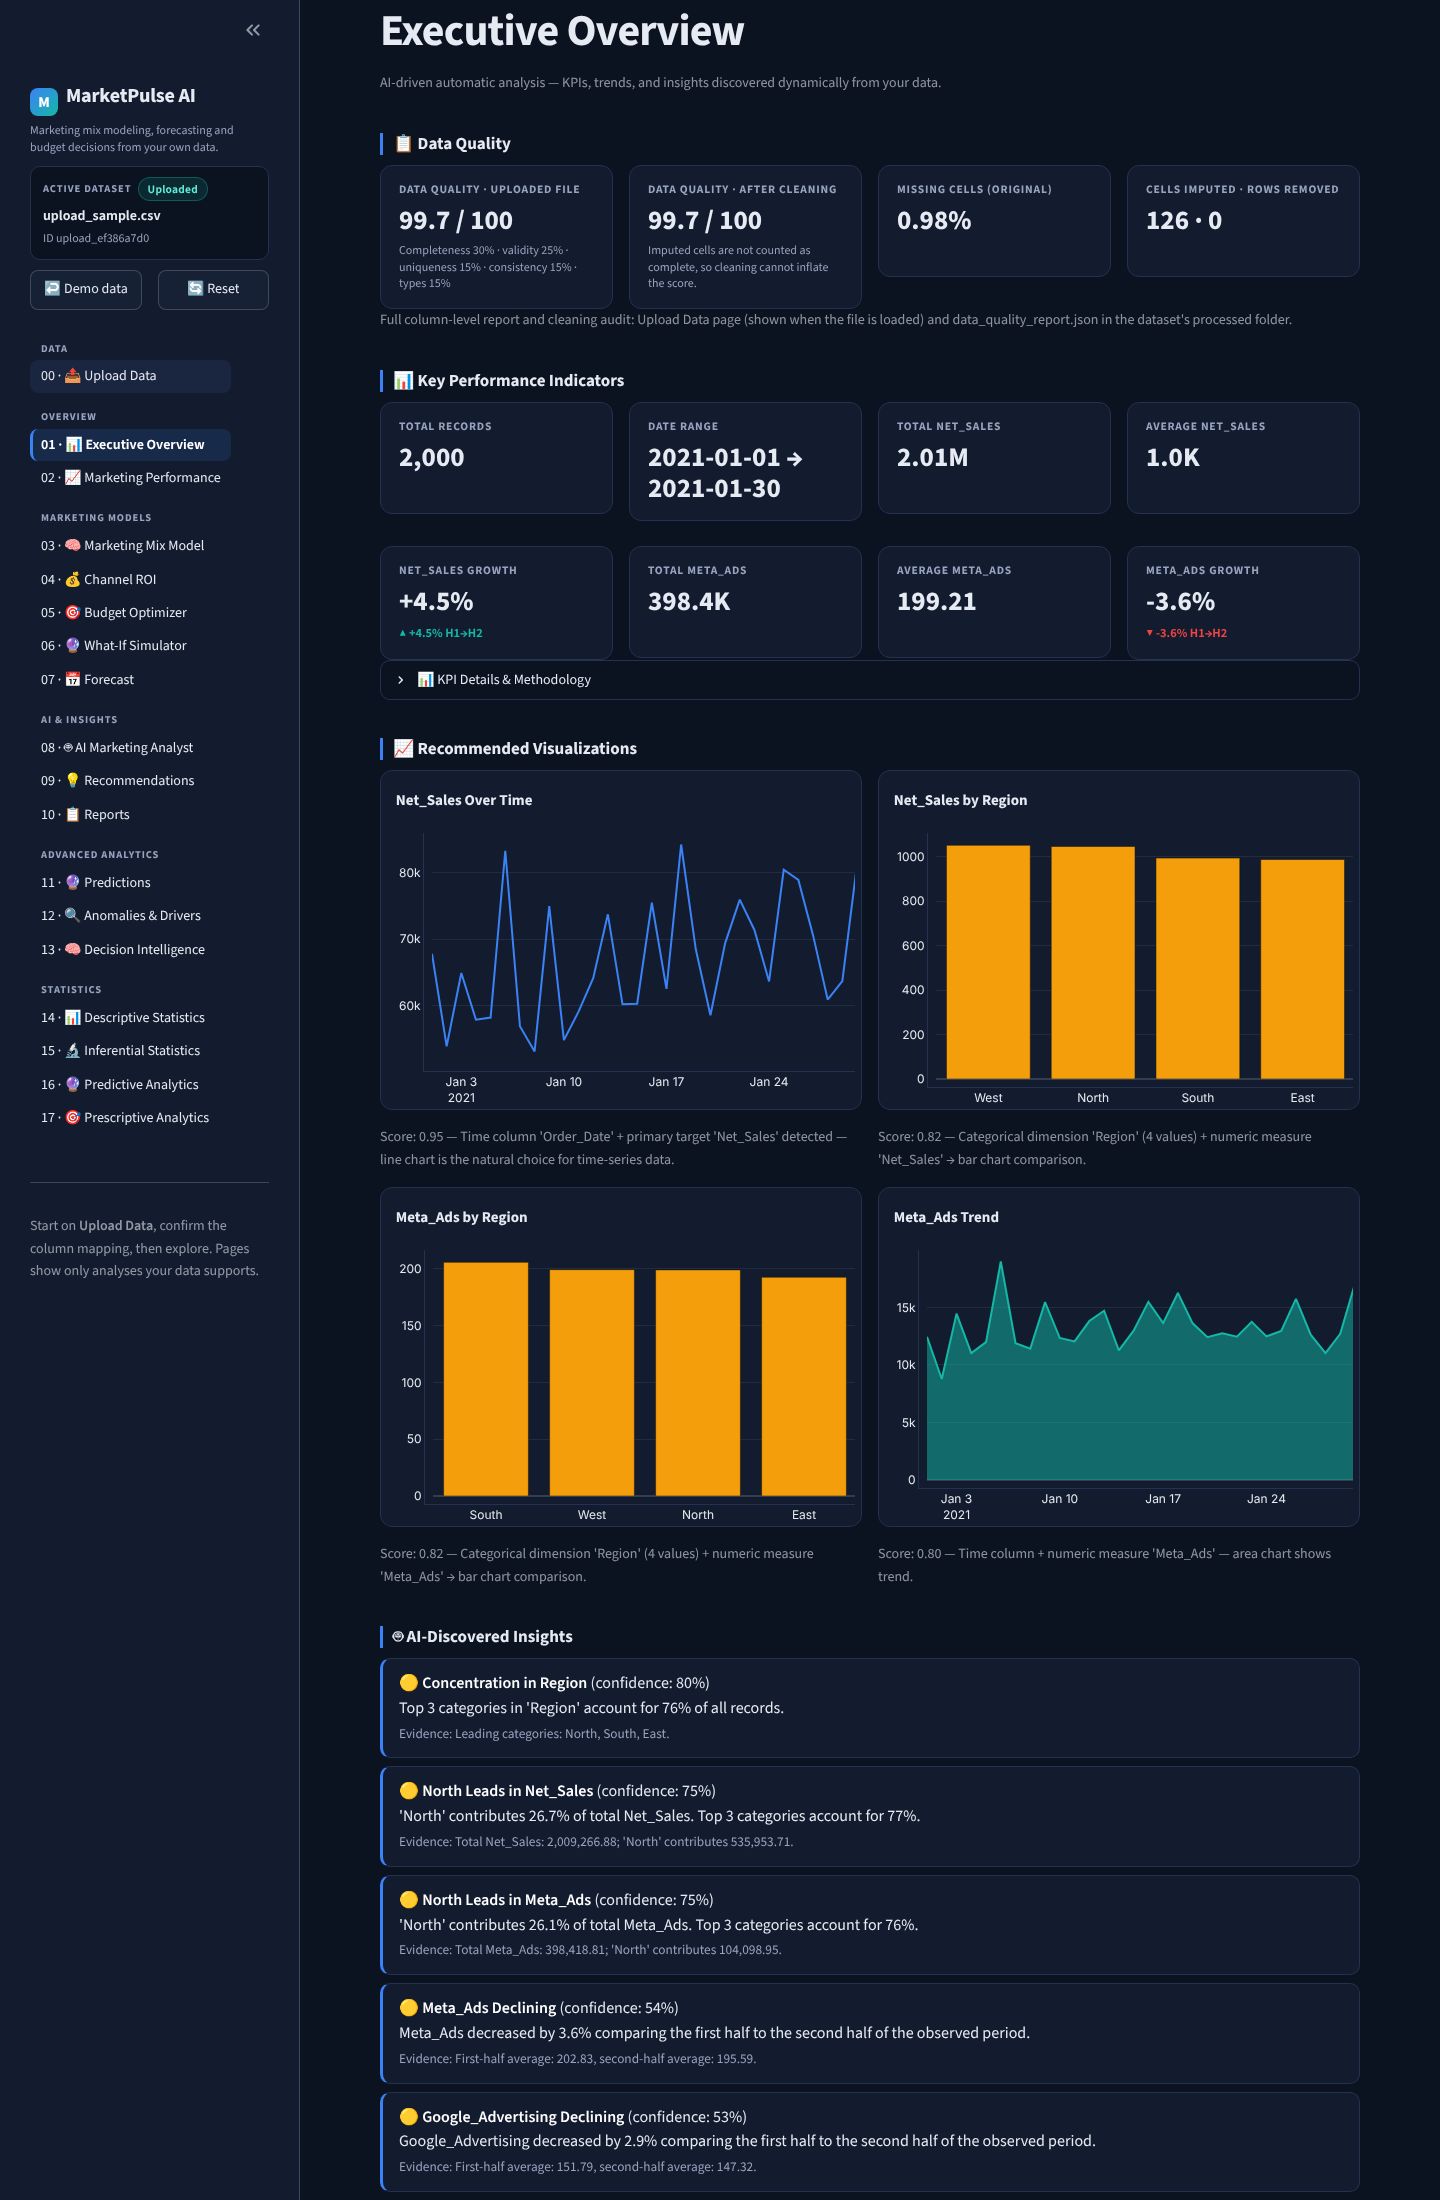 MarketPulse AI
Marketing mix modeling, forecasting and
budget decisions from your own data.
ACTIVE DATASET Uploaded
upload_sample.csv
ID upload_ef386a7d0
Demo data
Reset
DATA
00 · Upload Data
OVERVIEW
01 · Executive Overview
02 · Marketing Performance
MARKETING MODELS
03 · Marketing Mix Model
04 · Channel ROI
05 · Budget Optimizer
06 · What-If Simulator
07 · Forecast
AI & INSIGHTS
08 · AI Marketing Analyst
09 · Recommendations
10 · Reports
ADVANCED ANALYTICS
11 · Predictions
12 · Anomalies & Drivers
13 · Decision Intelligence
STATISTICS
14 · Descriptive Statistics
15 · Inferential Statistics
16 · Predictive Analytics
17 · Prescriptive Analytics
Start on Upload Data, confirm the
column mapping, then explore. Pages
show only analyses your data supports.
Executive Overview
AI-driven automatic analysis — KPIs, trends, and insights discovered dynamically from your data.
Data Quality
DATA QUALITY · UPLOADED FILE
99.7 / 100
Completeness 30% · validity 25% ·
uniqueness 15% · consistency 15% ·
types 15%
DATA QUALITY · AFTER CLEANING
99.7 / 100
Imputed cells are not counted as
complete, so cleaning cannot inflate
the score.
MISSING CELLS (ORIGINAL)
0.98%
CELLS IMPUTED · ROWS REMOVED
126 · 0
Full column-level report and cleaning audit: Upload Data page (shown when the file is loaded) and data_quality_report.json in the dataset's processed folder.
Key Performance Indicators
TOTAL RECORDS
2,000
DATE RANGE
2021-01-01 →
2021-01-30
TOTAL NET_SALES
2.01M
AVERAGE NET_SALES
1.0K
NET_SALES GROWTH
+4.5%
▲ +4.5% H1→H2
TOTAL META_ADS
398.4K
AVERAGE META_ADS
199.21
META_ADS GROWTH
-3.6%
▼ -3.6% H1→H2
KPI Details & Methodology
Recommended Visualizations
Net_Sales Over Time
80k
70k
60k
Jan 3
2021
Jan 10
Jan 17
Jan 24
Score: 0.95 — Time column 'Order_Date' + primary target 'Net_Sales' detected —
line chart is the natural choice for time-series data.
Net_Sales by Region
1000
800
600
400
200
0
West
North
South
East
Score: 0.82 — Categorical dimension 'Region' (4 values) + numeric measure
'Net_Sales' → bar chart comparison.
Meta_Ads by Region
200
150
100
50
0
South
West
North
East
Score: 0.82 — Categorical dimension 'Region' (4 values) + numeric measure
'Meta_Ads' → bar chart comparison.
Meta_Ads Trend
15k
10k
5k
0
Jan 3
2021
Jan 10
Jan 17
Jan 24
Score: 0.80 — Time column + numeric measure 'Meta_Ads' — area chart shows
trend.
AI-Discovered Insights
Concentration in Region (confidence: 80%)
Top 3 categories in 'Region' account for 76% of all records.
Evidence: Leading categories: North, South, East.
North Leads in Net_Sales (confidence: 75%)
'North' contributes 26.7% of total Net_Sales. Top 3 categories account for 77%.
Evidence: Total Net_Sales: 2,009,266.88; 'North' contributes 535,953.71.
North Leads in Meta_Ads (confidence: 75%)
'North' contributes 26.1% of total Meta_Ads. Top 3 categories account for 76%.
Evidence: Total Meta_Ads: 398,418.81; 'North' contributes 104,098.95.
Meta_Ads Declining (confidence: 54%)
Meta_Ads decreased by 3.6% comparing the first half to the second half of the observed period.
Evidence: First-half average: 202.83, second-half average: 195.59.
Google_Advertising Declining (confidence: 53%)
Google_Advertising decreased by 2.9% comparing the first half to the second half of the observed period.
Evidence: First-half average: 151.79, second-half average: 147.32.